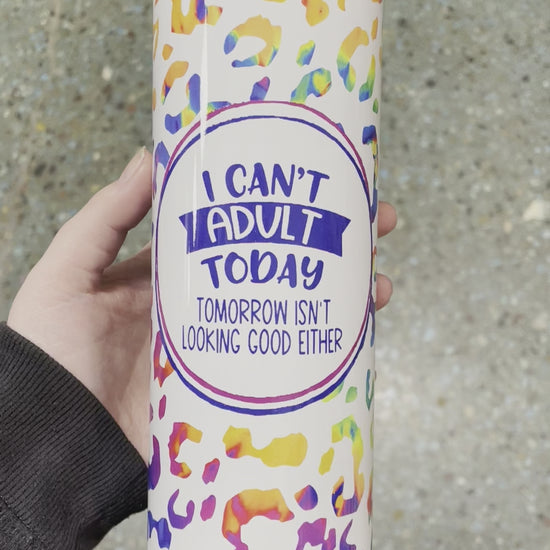 I CAN'T
ADULT
TODAY
TOMORROW ISN'T
LOOKING GOOD EITHER